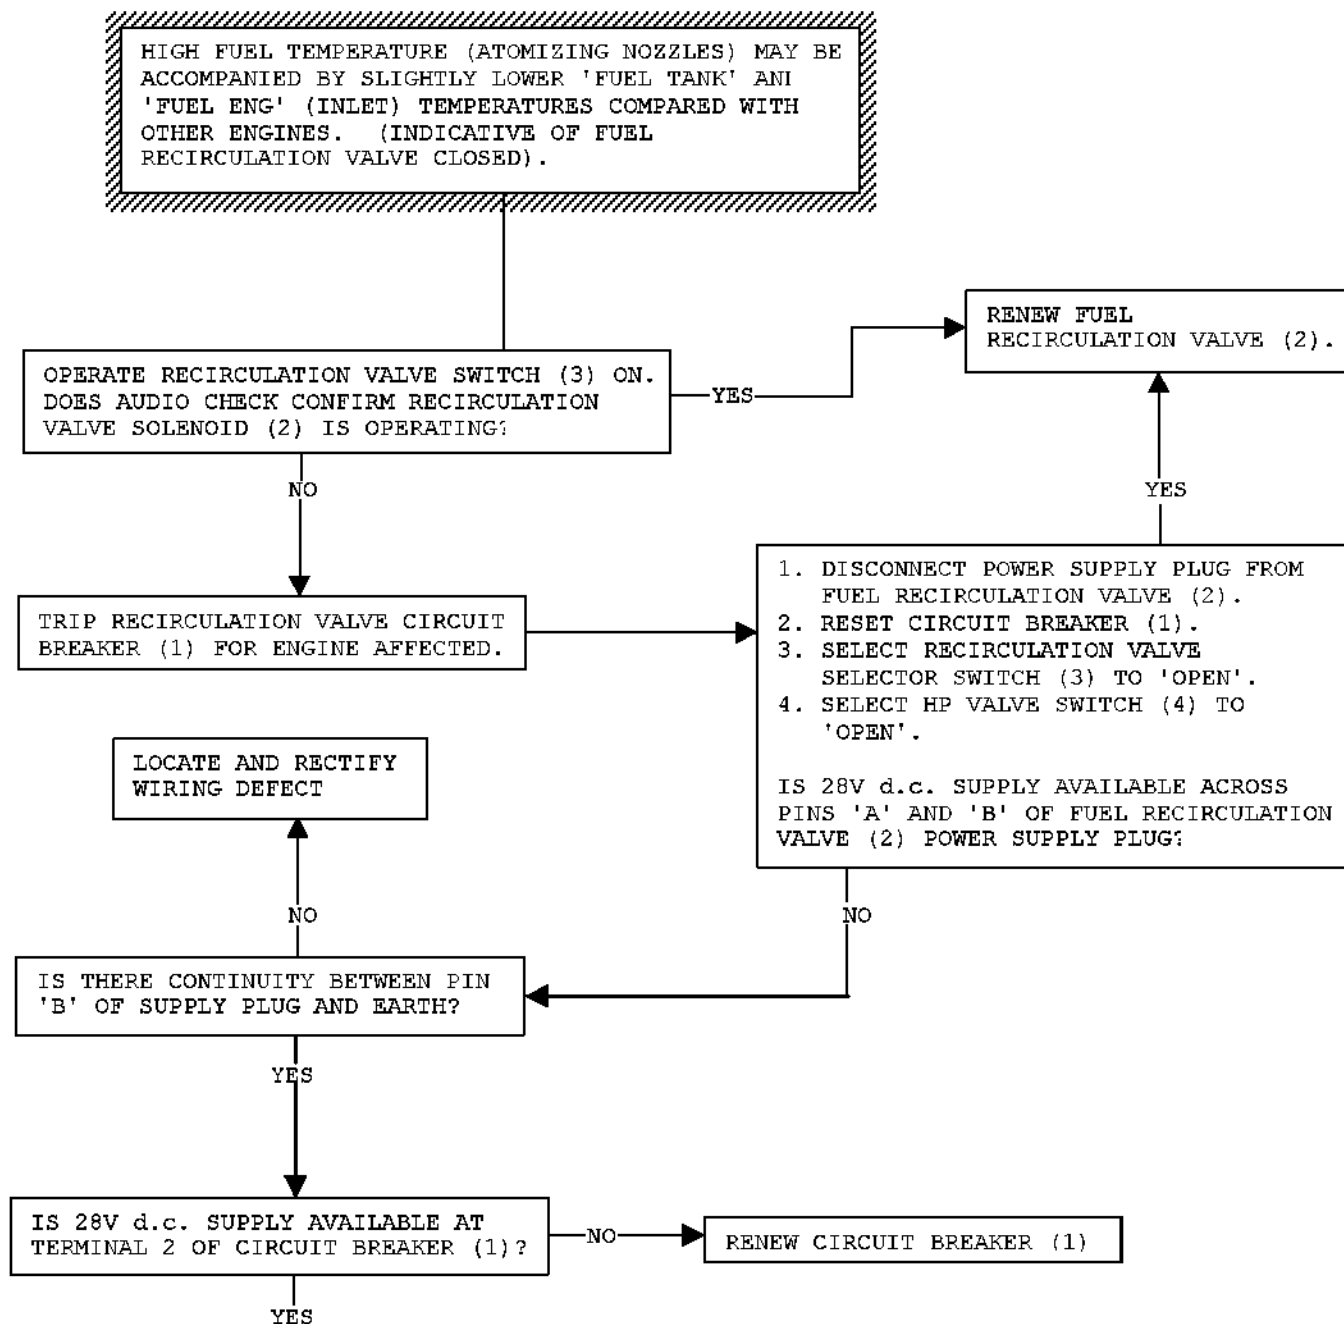 HIGH FUEL TEMPERATURE (ATOMIZING NOZZLES) MAY BE
ACCOMPANIED BY SLIGHTLY LOWER 'FUEL TANK' ANI
'FUEL ENG' (INLET) TEMPERATURES COMPARED WITH
OTHER ENGINES. (INDICATIVE OF FUEL
RECIRCULATION VALVE CLOSED).
OPERATE RECIRCULATION VALVE SWITCH (3) ON.
DOES AUDIO CHECK CONFIRM RECIRCULATION
VALVE SOLENOID (2) IS OPERATING?
YES
RENEW FUEL
RECIRCULATION VALVE (2).
NO
YES
TRIP RECIRCULATION VALVE CIRCUIT
BREAKER (1) FOR ENGINE AFFECTED.
1. DISCONNECT POWER SUPPLY PLUG FROM
FUEL RECIRCULATION VALVE (2).
2. RESET CIRCUIT BREAKER (1).
3. SELECT RECIRCULATION VALVE
SELECTOR SWITCH (3) TO 'OPEN'.
4. SELECT HP VALVE SWITCH (4) TO
'OPEN'.
IS 28V d.c. SUPPLY AVAILABLE ACROSS
PINS 'A' AND 'B' OF FUEL RECIRCULATION
VALVE (2) POWER SUPPLY PLUG?
LOCATE AND RECTIFY
WIRING DEFECT
NO
NO
IS THERE CONTINUITY BETWEEN PIN
'B' OF SUPPLY PLUG AND EARTH?
YES
IS 28V d.c. SUPPLY AVAILABLE AT
TERMINAL 2 OF CIRCUIT BREAKER (1)?
NO
RENEW CIRCUIT BREAKER (1)
YES